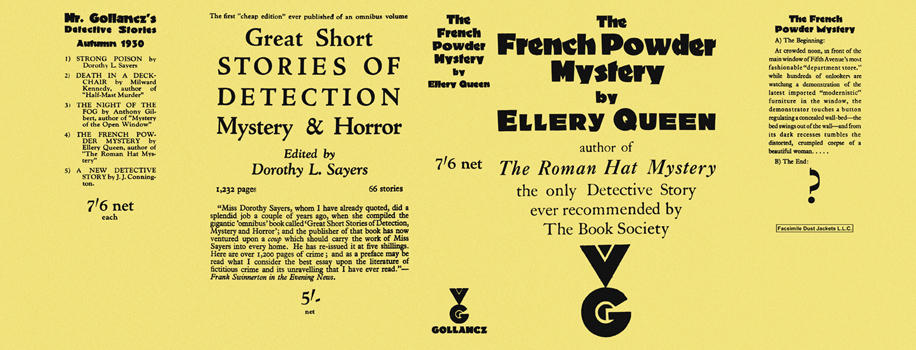 Mr. Gollancz's
Detective Stories
Autumn 1930
1) STRONG POISON by
Dorothy L. Sayers
2) DEATH IN A DECK-
CHAIR by Milward
Kennedy, author of
"Half-Mast Murder"
3) THE NIGHT OF THE
FOG by Anthony Gil-
bert, author of "Mystery
of the Open Window"
4) THE FRENCH POW-
DER MYSTERY by
Ellery Queen, author of
"The Roman Hat Mys-
tery"
5) A NEW DETECTIVE
STORY by J. J. Conning-
ton.
7/6 net
each
The first "cheap edition" ever published of an omnibus volume
Great Short
STORIES OF
DETECTION
Mystery & Horror
Edited by
Dorothy L. Sayers
1,232 pages 66 stories
"Miss Dorothy Sayers, whom I have already quoted, did a
splendid job a couple of years ago, when she compiled the
gigantic 'omnibus' book called 'Great Short Stories of Detection,
Mystery and Horror'; and the publisher of that book has now
ventured upon a coup which should carry the work of Miss
Sayers into every home. He has re-issued it at five shillings.
Here are over 1,200 pages of crime; and as a preface may be
read what I consider the best essay upon the literature of
fictitious crime and its unravelling that I have ever read."—
Frank Swinnerton in the Evening News.
5/-
net
The
French
Powder
Mystery
by
Ellery Queen
7/6 net
VG
GOLLANCZ
The
French Powder
Mystery
by
ELLERY QUEEN
author of
The Roman Hat Mystery
the only Detective Story
ever recommended by
The Book Society
VG
The French
Powder Mystery
A) The Beginning:
At crowded noon, in front of the
main window of Fifth Avenue's most
fashionable "department store,"
while hundreds of onlookers are
watching a demonstration of the
latest imported "modernistic"
furniture in the window, the
demonstrator touches a button
regulating a concealed wall-bed—the
bed swings out of the wall—and from
its dark recesses tumbles the
distorted, crumpled corpse of a
beautiful woman.....
B) The End:
?
Facsimile Dust Jackets L.L.C.